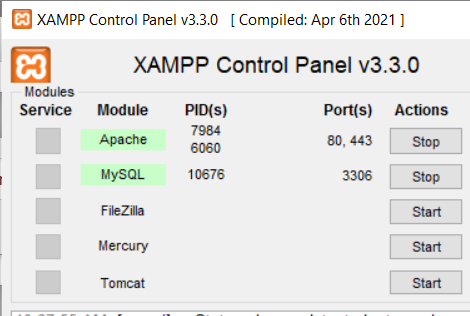 XAMPP Control Panel v3.3.0 [ Compiled: Apr 6th 2021 ]
XAMPP Control Panel v3.3.0
Modules
Service Module PID(s) Port(s) Actions
Apache 7984 6060 80, 443 Stop
MySQL 10676 3306 Stop
FileZilla Start
Mercury Start
Tomcat Start